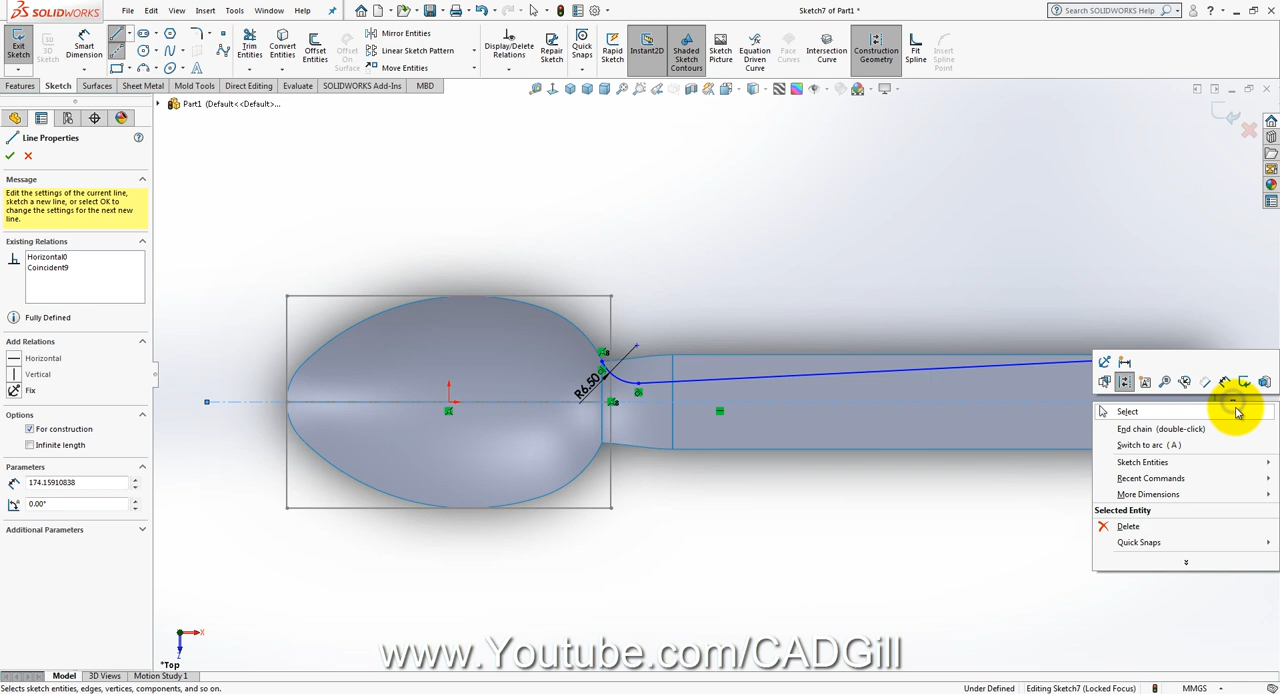 SOLIDWORKS File Edit View Insert Tools Window Help Sketch7 of Part1 * Search SOLIDWORKS Help
Exit Sketch
3D Sketch
Smart Dimension
Trim Entities
Convert Entities
Offset Entities
Offset On Surface
Mirror Entities
Linear Sketch Pattern
Move Entities
Display/Delete Relations
Repair Sketch
Quick Snaps
Rapid Sketch
Instant2D
Shaded Sketch Contours
Sketch Picture
Equation Driven Curve
Face Curves
Intersection Curve
Construction Geometry
Fit Spline
Insert Spline Point
Features Sketch Surfaces Sheet Metal Mold Tools Direct Editing Evaluate SOLIDWORKS Add-Ins MBD
Part1 (Default<<Default>...
Line Properties
Message
Edit the settings of the current line, sketch a new line, or select OK to change the settings for the next new line.
Existing Relations
Horizontal0
Coincident9
Fully Defined
Add Relations
Horizontal
Vertical
Fix
Options
For construction
Infinite length
Parameters
174.15910838
0.00°
Additional Parameters
R6.50
Select
End chain (double-click)
Switch to arc (A)
Sketch Entities
Recent Commands
More Dimensions
Selected Entity
Delete
Quick Snaps
X
Z
*Top
www.Youtube.com/CADGill
Model 3D Views Motion Study 1
Selects sketch entities, edges, vertices, components, and so on. Under Defined Editing Sketch7 (Locked Focus) MMGS